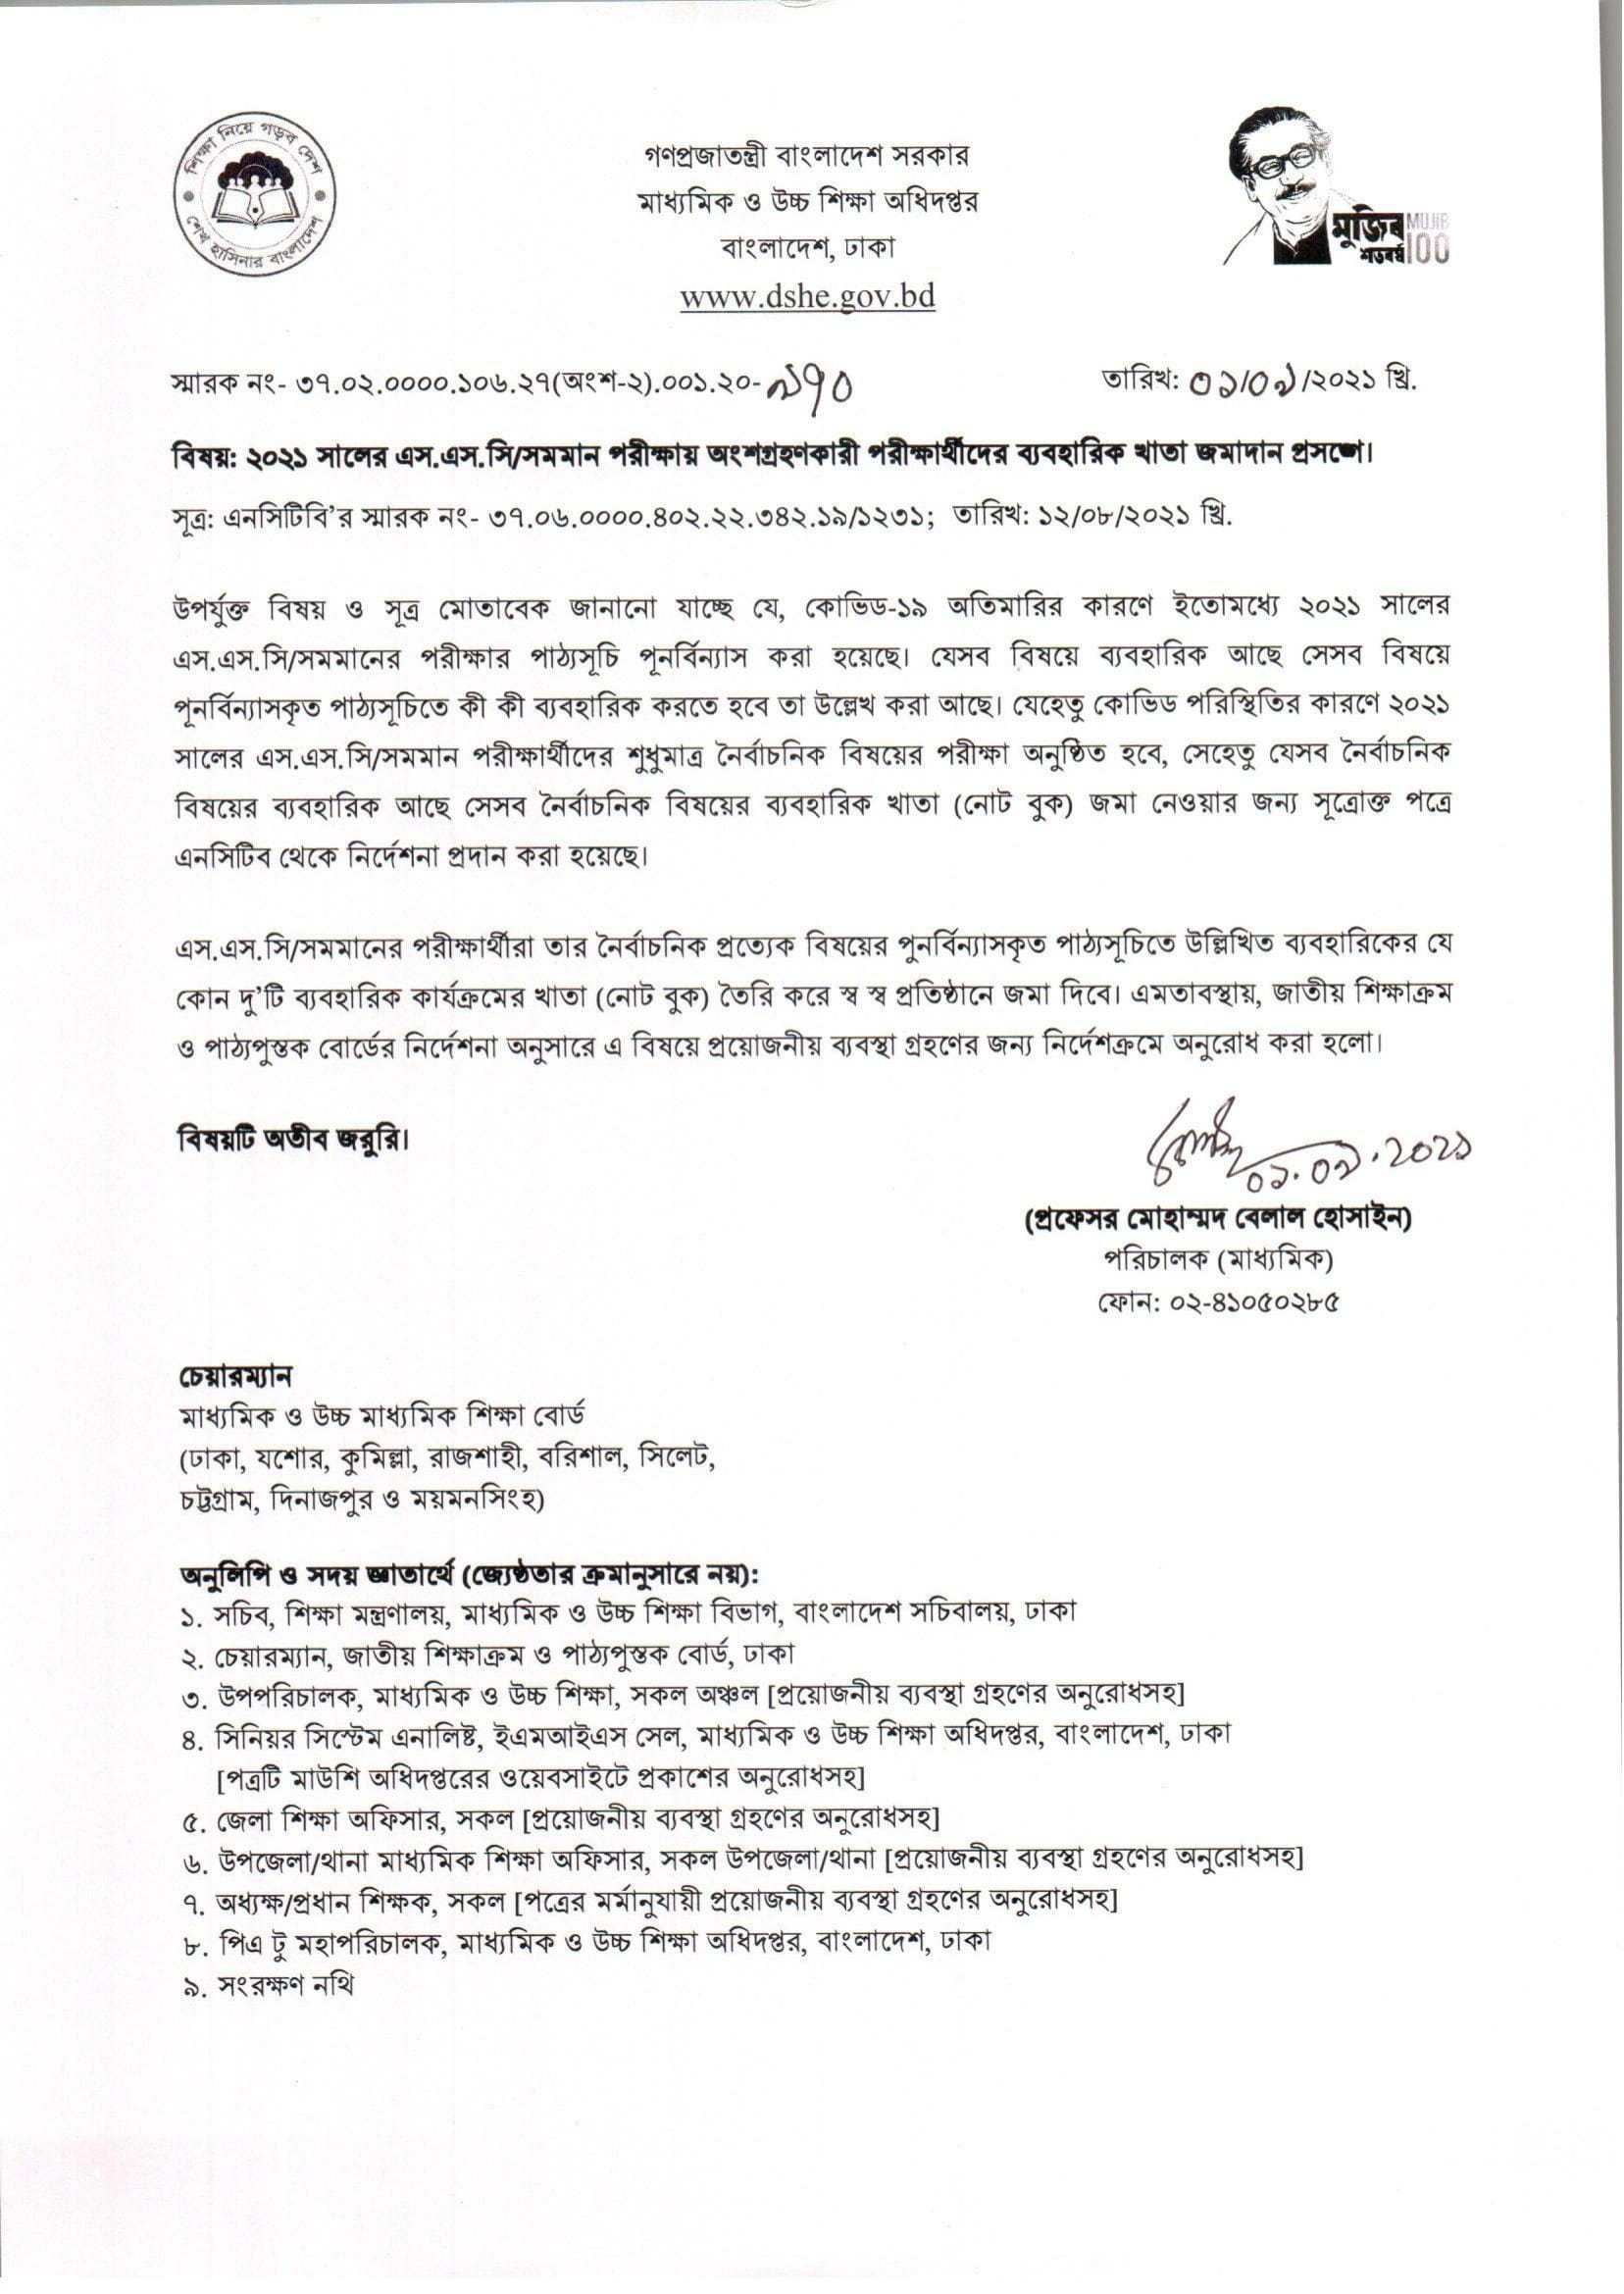 শিক্ষা নিয়ে গড়ব দেশ
শেখ হাসিনার বাংলাদেশ
গণপ্রজাতন্ত্রী বাংলাদেশ সরকার
মাধ্যমিক ও উচ্চ শিক্ষা অধিদপ্তর
বাংলাদেশ, ঢাকা
www.dshe.gov.bd
মুজিব MUJIB
শতবর্ষ 100
স্মারক নং- ৩৭.০২.০০০০.১০৬.২৭(অংশ-২).০০১.২০-৯৭০ তারিখ: ০১/০৯/২০২১ খ্রি.
বিষয়: ২০২১ সালের এস.এস.সি/সমমান পরীক্ষায় অংশগ্রহণকারী পরীক্ষার্থীদের ব্যবহারিক খাতা জমাদান প্রসঙ্গে।
সূত্র: এনসিটিবি’র স্মারক নং- ৩৭.০৬.০০০০.৪০২.২২.৩৪২.১৯/১২৩১; তারিখ: ১২/০৮/২০২১ খ্রি.
উপর্যুক্ত বিষয় ও সূত্র মোতাবেক জানানো যাচ্ছে যে, কোভিড-১৯ অতিমারির কারণে ইতোমধ্যে ২০২১ সালের
এস.এস.সি/সমমানের পরীক্ষার পাঠ্যসূচি পূনর্বিন্যাস করা হয়েছে। যেসব বিষয়ে ব্যবহারিক আছে সেসব বিষয়ে
পূনর্বিন্যাসকৃত পাঠ্যসূচিতে কী কী ব্যবহারিক করতে হবে তা উল্লেখ করা আছে। যেহেতু কোভিড পরিস্থিতির কারণে ২০২১
সালের এস.এস.সি/সমমান পরীক্ষার্থীদের শুধুমাত্র নৈর্বাচনিক বিষয়ের পরীক্ষা অনুষ্ঠিত হবে, সেহেতু যেসব নৈর্বাচনিক
বিষয়ের ব্যবহারিক আছে সেসব নৈর্বাচনিক বিষয়ের ব্যবহারিক খাতা (নোট বুক) জমা নেওয়ার জন্য সূত্রোক্ত পত্রে
এনসিটিব থেকে নির্দেশনা প্রদান করা হয়েছে।
এস.এস.সি/সমমানের পরীক্ষার্থীরা তার নৈর্বাচনিক প্রত্যেক বিষয়ের পুনর্বিন্যাসকৃত পাঠ্যসূচিতে উল্লিখিত ব্যবহারিকের যে
কোন দু’টি ব্যবহারিক কার্যক্রমের খাতা (নোট বুক) তৈরি করে স্ব স্ব প্রতিষ্ঠানে জমা দিবে। এমতাবস্থায়, জাতীয় শিক্ষাক্রম
ও পাঠ্যপুস্তক বোর্ডের নির্দেশনা অনুসারে এ বিষয়ে প্রয়োজনীয় ব্যবস্থা গ্রহণের জন্য নির্দেশক্রমে অনুরোধ করা হলো।
বিষয়টি অতীব জরুরি।
০১.০৯.২০২১
(প্রফেসর মোহাম্মদ বেলাল হোসাইন)
পরিচালক (মাধ্যমিক)
ফোন: ০২-৪১০৫০২৮৫
চেয়ারম্যান
মাধ্যমিক ও উচ্চ মাধ্যমিক শিক্ষা বোর্ড
(ঢাকা, যশোর, কুমিল্লা, রাজশাহী, বরিশাল, সিলেট,
চট্টগ্রাম, দিনাজপুর ও ময়মনসিংহ)
অনুলিপি ও সদয় জ্ঞাতার্থে (জ্যেষ্ঠতার ক্রমানুসারে নয়):
১. সচিব, শিক্ষা মন্ত্রণালয়, মাধ্যমিক ও উচ্চ শিক্ষা বিভাগ, বাংলাদেশ সচিবালয়, ঢাকা
২. চেয়ারম্যান, জাতীয় শিক্ষাক্রম ও পাঠ্যপুস্তক বোর্ড, ঢাকা
৩. উপপরিচালক, মাধ্যমিক ও উচ্চ শিক্ষা, সকল অঞ্চল [প্রয়োজনীয় ব্যবস্থা গ্রহণের অনুরোধসহ]
৪. সিনিয়র সিস্টেম এনালিষ্ট, ইএমআইএস সেল, মাধ্যমিক ও উচ্চ শিক্ষা অধিদপ্তর, বাংলাদেশ, ঢাকা
[পত্রটি মাউশি অধিদপ্তরের ওয়েবসাইটে প্রকাশের অনুরোধসহ]
৫. জেলা শিক্ষা অফিসার, সকল [প্রয়োজনীয় ব্যবস্থা গ্রহণের অনুরোধসহ]
৬. উপজেলা/থানা মাধ্যমিক শিক্ষা অফিসার, সকল উপজেলা/থানা [প্রয়োজনীয় ব্যবস্থা গ্রহণের অনুরোধসহ]
৭. অধ্যক্ষ/প্রধান শিক্ষক, সকল [পত্রের মর্মানুযায়ী প্রয়োজনীয় ব্যবস্থা গ্রহণের অনুরোধসহ]
৮. পিএ টু মহাপরিচালক, মাধ্যমিক ও উচ্চ শিক্ষা অধিদপ্তর, বাংলাদেশ, ঢাকা
৯. সংরক্ষণ নথি